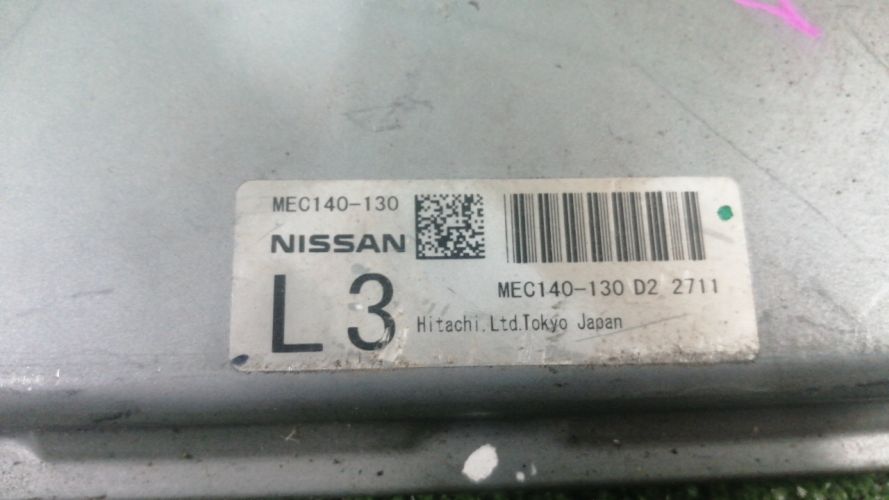 MEC140-130
NISSAN
L3
MEC140-130 D2 2711
Hitachi.Ltd.Tokyo Japan